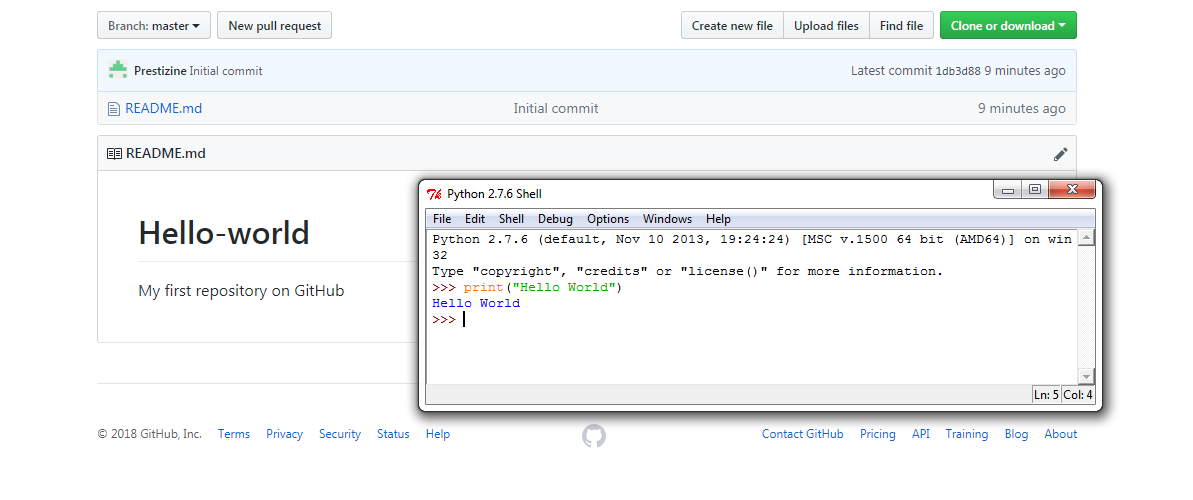 Branch: master New pull request Create new file Upload files Find file Clone or download
Prestizine Initial commit Latest commit 1db3d88 9 minutes ago
README.md Initial commit 9 minutes ago
README.md
Hello-world
My first repository on GitHub
Python 2.7.6 Shell
File Edit Shell Debug Options Windows Help
Python 2.7.6 (default, Nov 10 2013, 19:24:24) [MSC v.1500 64 bit (AMD64)] on win
32
Type "copyright", "credits" or "license()" for more information.
>>> print("Hello World")
Hello World
>>>
Ln: 5 Col: 4
© 2018 GitHub, Inc. Terms Privacy Security Status Help Contact GitHub Pricing API Training Blog About